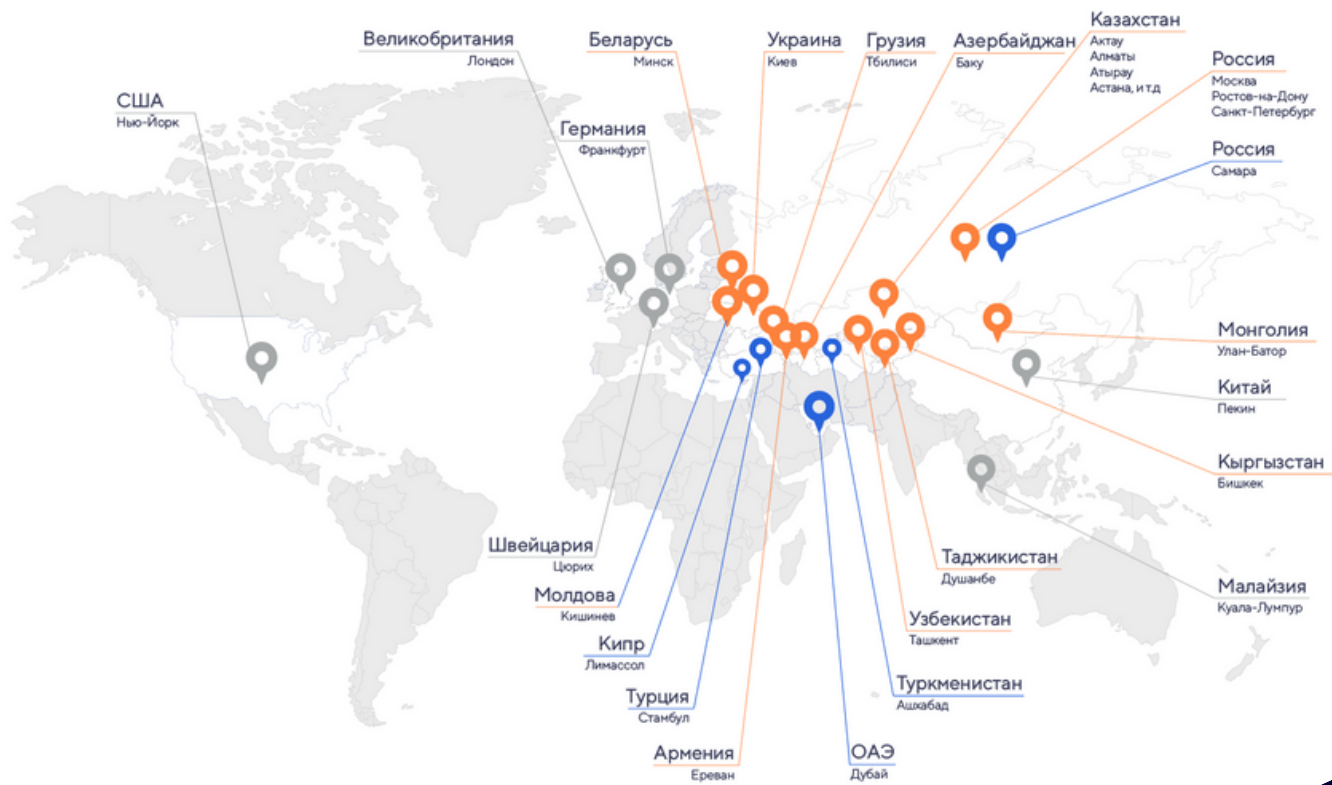 США
Нью-Йорк
Великобритания
Лондон
Германия
Франкфурт
Беларусь
Минск
Украина
Киев
Грузия
Тбилиси
Азербайджан
Баку
Казахстан
Актау
Алматы
Атырау
Астана, и т.д
Россия
Москва
Ростов-на-Дону
Санкт-Петербург
Россия
Самара
Монголия
Улан-Батор
Китай
Пекин
Кыргызстан
Бишкек
Малайзия
Куала-Лумпур
Таджикистан
Душанбе
Узбекистан
Ташкент
Туркменистан
Ашхабад
ОАЭ
Дубай
Швейцария
Цюрих
Молдова
Кишинев
Кипр
Лимассол
Турция
Стамбул
Армения
Ереван